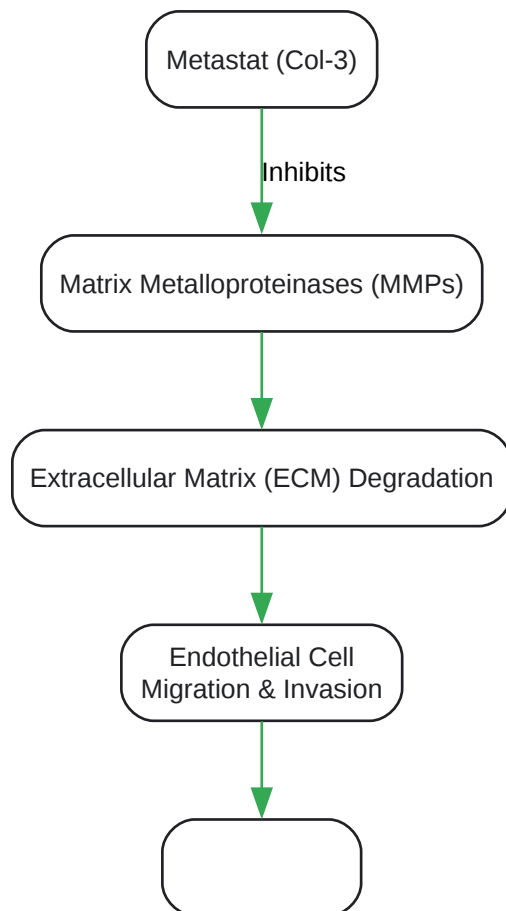 Metastat (Col-3)
Inhibits
Matrix Metalloproteinases (MMPs)
Extracellular Matrix (ECM) Degradation
Endothelial Cell
Migration & Invasion